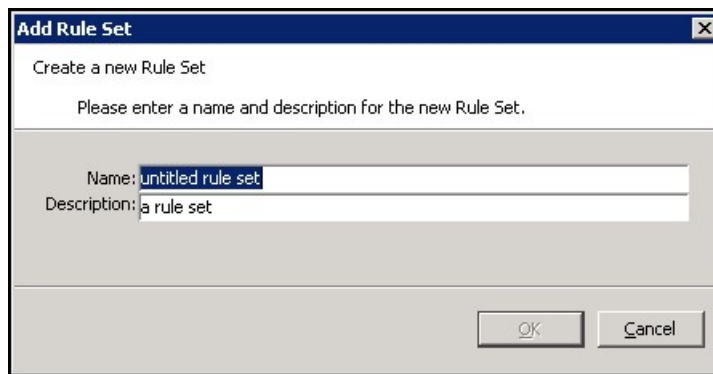 Add Rule Set
Create a new Rule Set
Please enter a name and description for the new Rule Set.
Name: untitled rule set
Description: a rule set
OK Cancel